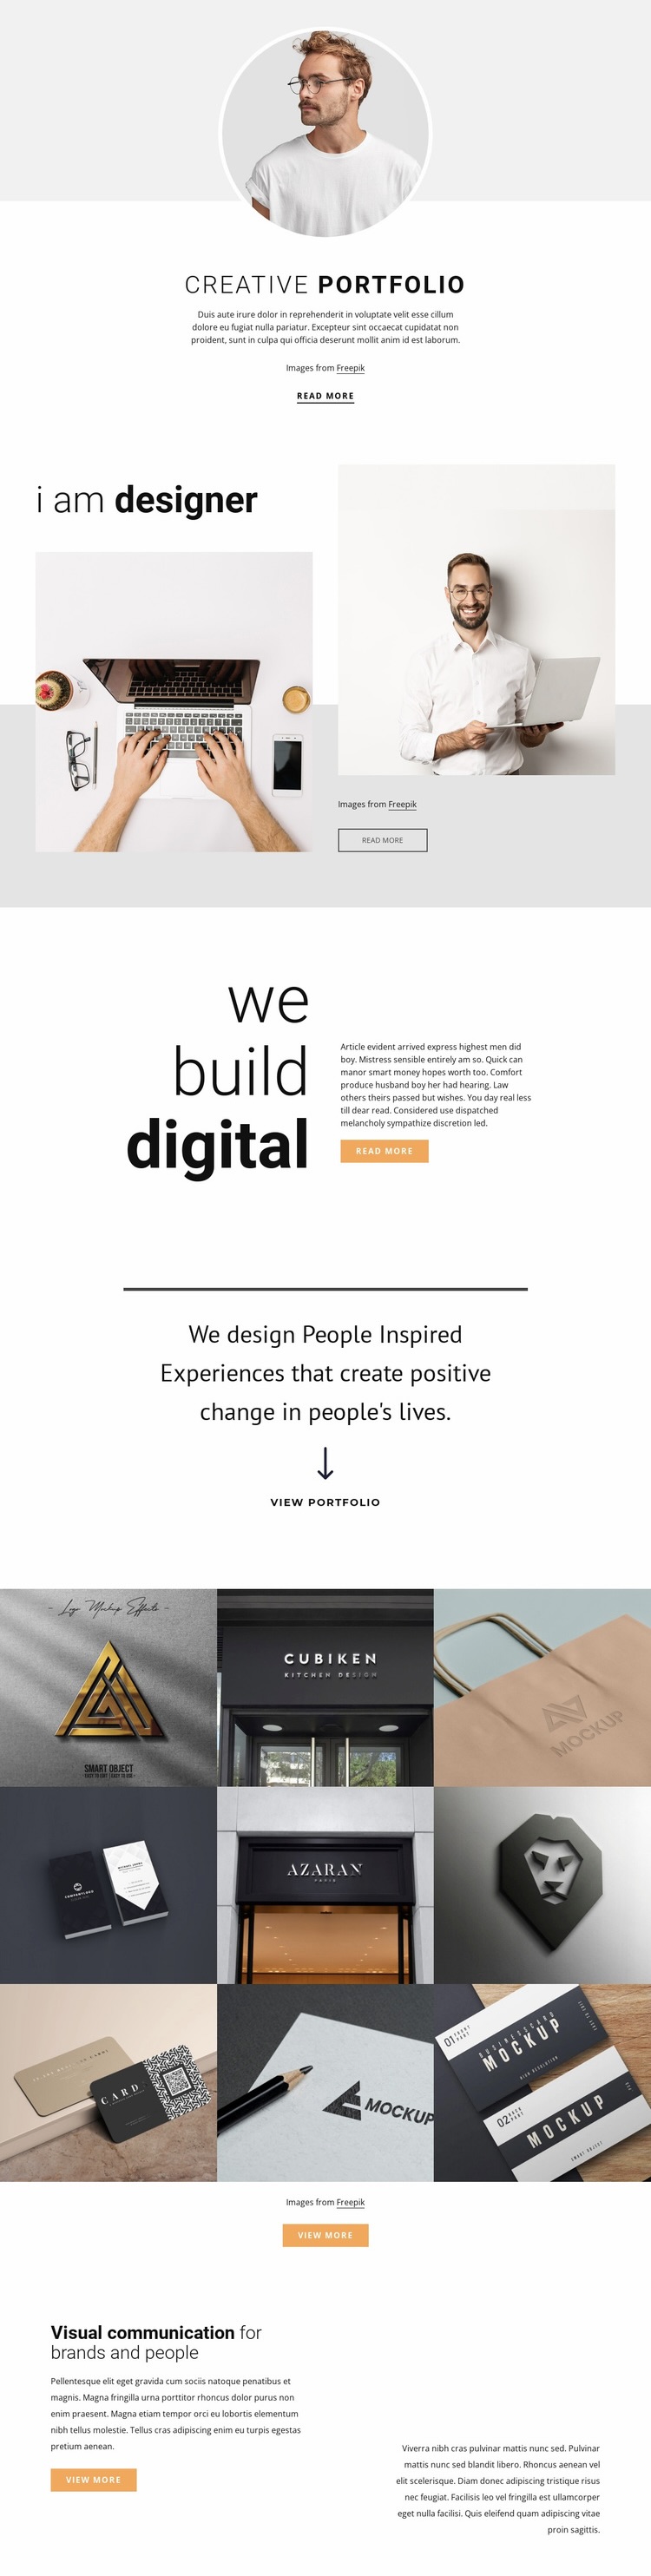 CREATIVE PORTFOLIO
Duis aute irure dolor in reprehenderit in voluptate velit esse cillum
dolore eu fugiat nulla pariatur. Excepteur sint occaecat cupidatat non
proident, sunt in culpa qui officia deserunt mollit anim id est laborum.
Images from Freepik
READ MORE
i am designer
Images from Freepik
READ MORE
we
build
digital
Article evident arrived express highest men did
boy. Mistress sensible entirely am so. Quick can
manor smart money hopes worth too. Comfort
produce husband boy her had hearing. Law
others theirs passed but wishes. You day real less
till dear read. Considered use dispatched
melancholy sympathize discretion led.
READ MORE
We design People Inspired
Experiences that create positive
change in people's lives.
VIEW PORTFOLIO
- Logo Mockup Effects -
SMART OBJECT
CUBIKEN
KITCHEN DESIGN
MOCKUP
AZARAN
PARIS
CARD
MOCKUP
01 FRONT PART
BUSINESSCARD
MOCKUP
HIGH RESOLUTION
02 BACK PART
MOCKUP
SMART OBJECT
Images from Freepik
VIEW MORE
Visual communication for
brands and people
Pellentesque elit eget gravida cum sociis natoque penatibus et
magnis. Magna fringilla urna porttitor rhoncus dolor purus non
enim praesent. Magna etiam tempor orci eu lobortis elementum
nibh tellus molestie. Tellus cras adipiscing enim eu turpis egestas
pretium aenean.
VIEW MORE
Viverra nibh cras pulvinar mattis nunc sed. Pulvinar
mattis nunc sed blandit libero. Rhoncus aenean vel
elit scelerisque. Diam donec adipiscing tristique risus
nec feugiat. Facilisis leo vel fringilla est ullamcorper
eget nulla facilisi. Quis eleifend quam adipiscing vitae
proin sagittis.